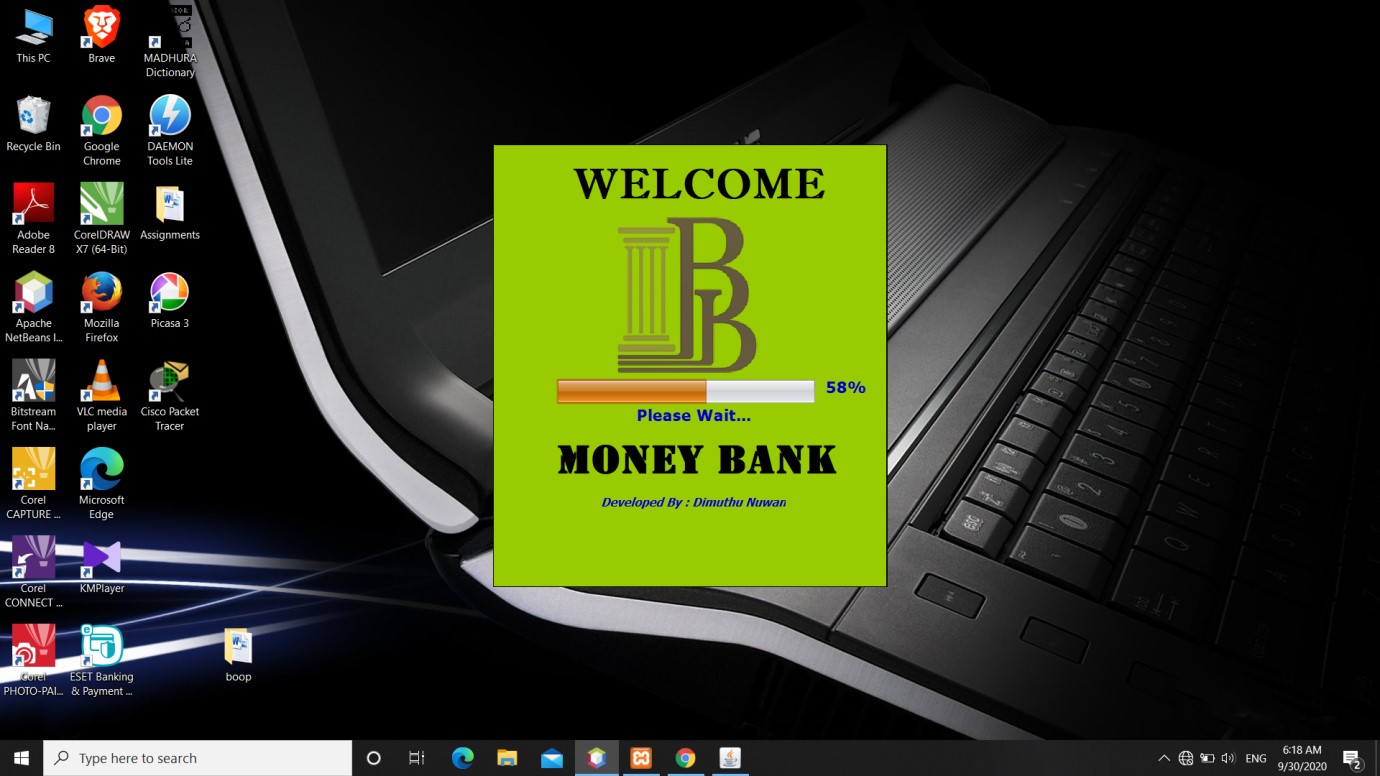 This PC
Brave
MADHURA
Dictionary
Recycle Bin
Google
Chrome
DAEMON
Tools Lite
Adobe
Reader 8
CorelDRAW
X7 (64-Bit)
Assignments
Apache
NetBeans I...
Mozilla
Firefox
Picasa 3
Bitstream
Font Na...
VLC media
player
Cisco Packet
Tracer
Corel
CAPTURE ...
Microsoft
Edge
Corel
CONNECT ...
KMPlayer
Corel
PHOTO-PAI...
ESET Banking
& Payment ...
boop
WELCOME
58%
Please Wait...
MONEY BANK
Developed By : Dimuthu Nuwan
Type here to search
ENG
6:18 AM
9/30/2020
2